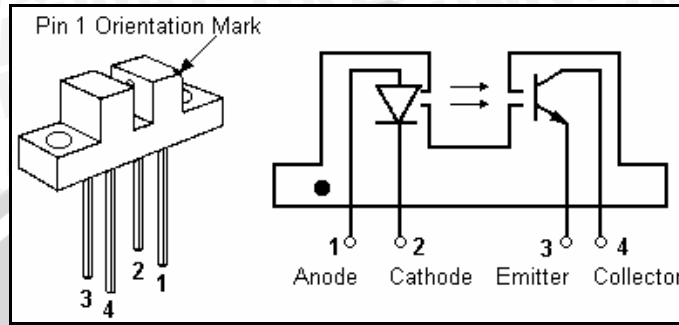 Pin 1 Orientation Mark
3 4 2 1
1 2 3 4
Anode Cathode Emitter Collector